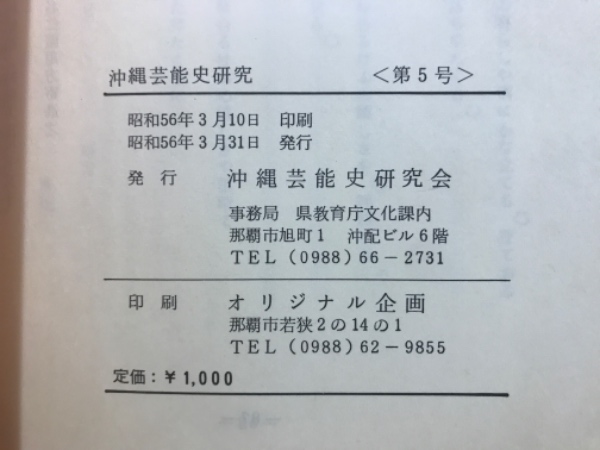 沖縄芸能史研究 <第5号>
昭和56年3月10日 印刷
昭和56年3月31日 発行
発行 沖縄芸能史研究会
事務局 県教育庁文化課内
那覇市旭町1 沖配ビル6階
TEL(0988)66-2731
印刷 オリジナル企画
那覇市若狭2の14の1
TEL(0988)62-9855
定価:¥1,000